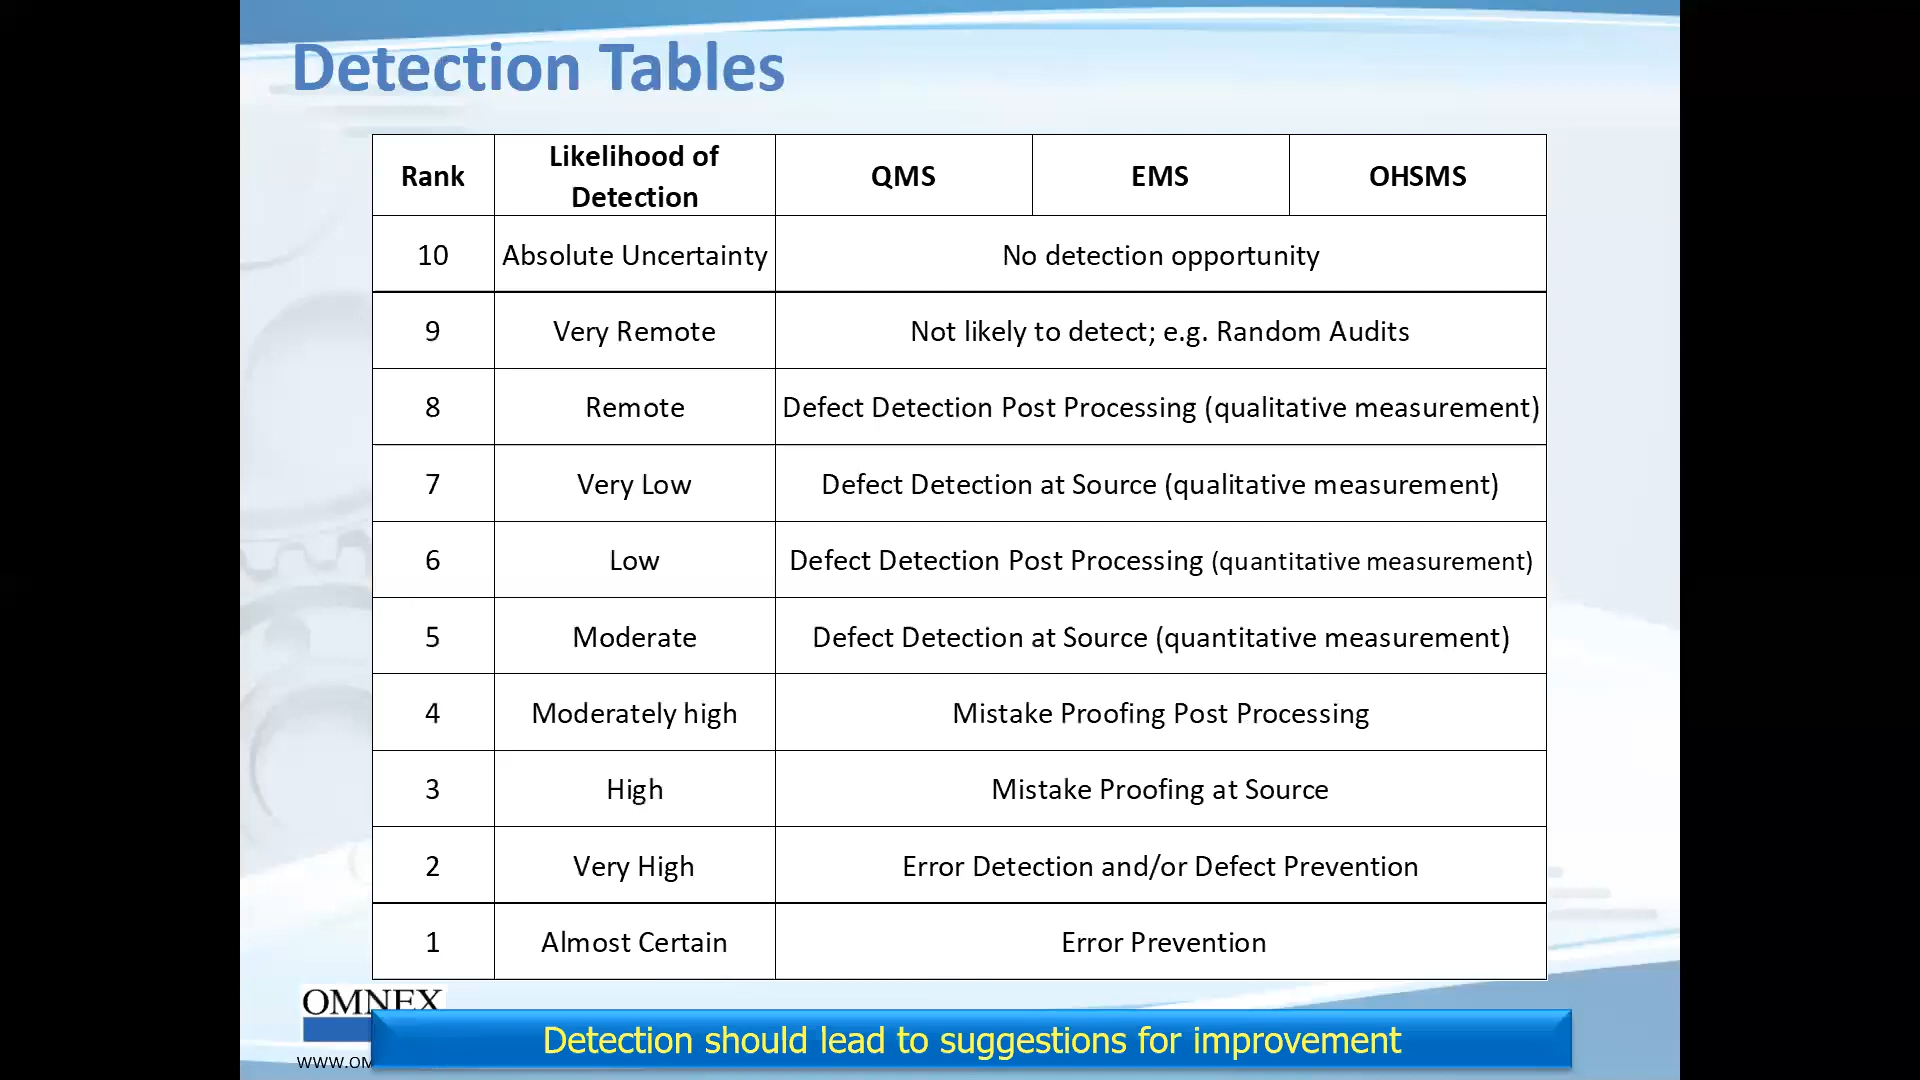 Detection Tables
Rank
Likelihood of
Detection
QMS
EMS
OHSMS
10
Absolute Uncertainty
No detection opportunity
9
Very Remote
Not likely to detect; e.g. Random Audits
8
Remote
Defect Detection Post Processing (qualitative measurement)
7
Very Low
Defect Detection at Source (qualitative measurement)
6
Low
Defect Detection Post Processing (quantitative measurement)
5
Moderate
Defect Detection at Source (quantitative measurement)
4
Moderately high
Mistake Proofing Post Processing
3
High
Mistake Proofing at Source
2
Very High
Error Detection and/or Defect Prevention
1
Almost Certain
Error Prevention
OMNEX
Detection should lead to suggestions for improvement